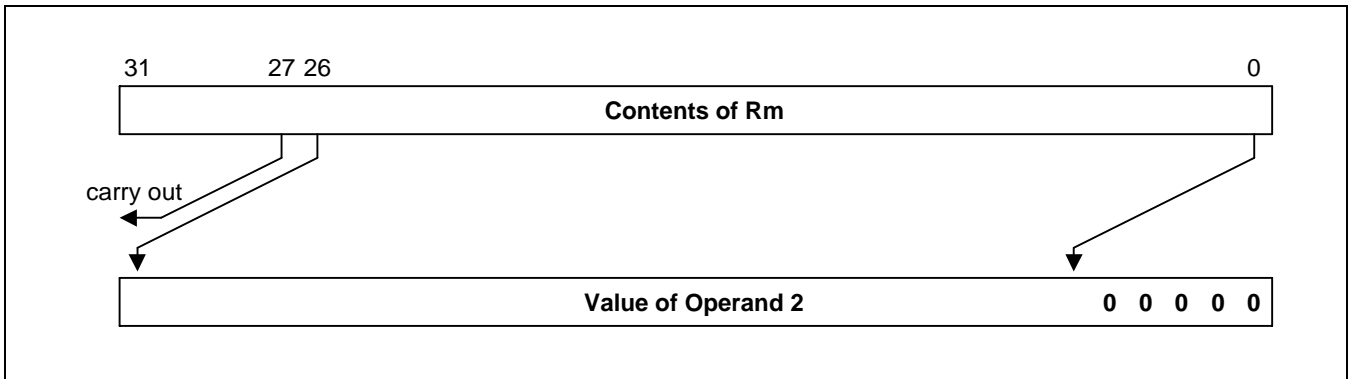 31 27 26 0
Contents of Rm
carry out
Value of Operand 2 0 0 0 0 0